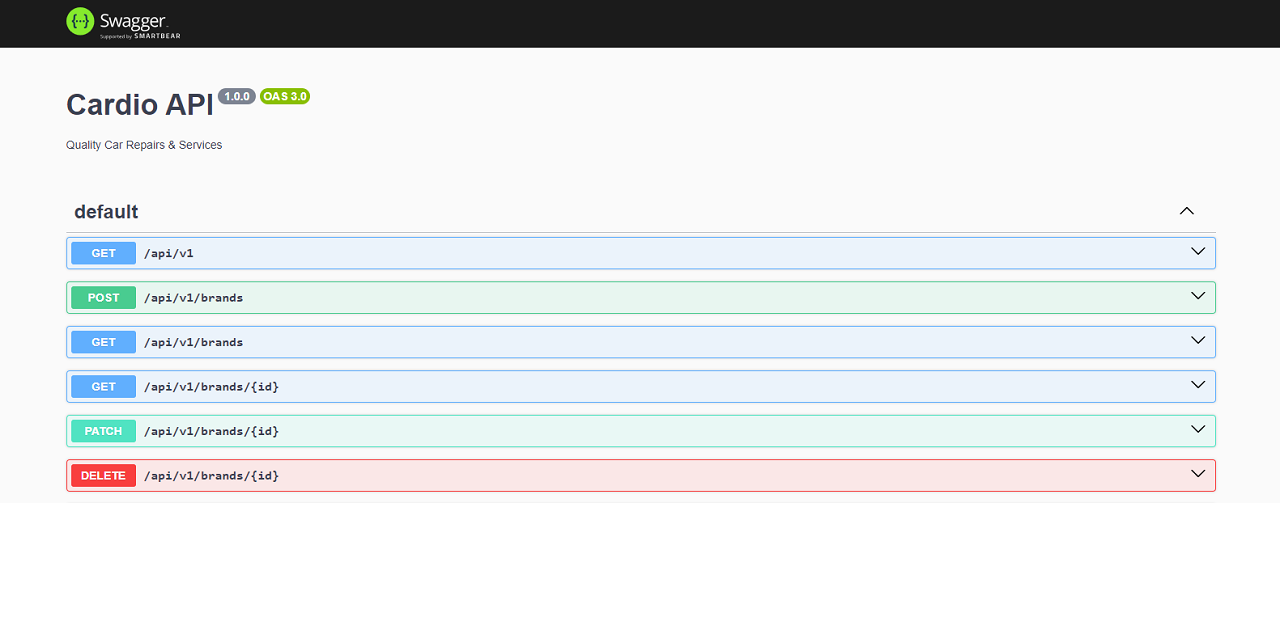 {···} Swagger
Supported by SMARTBEAR
Cardio API 1.0.0 OAS 3.0
Quality Car Repairs & Services
default
GET /api/v1
POST /api/v1/brands
GET /api/v1/brands
GET /api/v1/brands/{id}
PATCH /api/v1/brands/{id}
DELETE /api/v1/brands/{id}